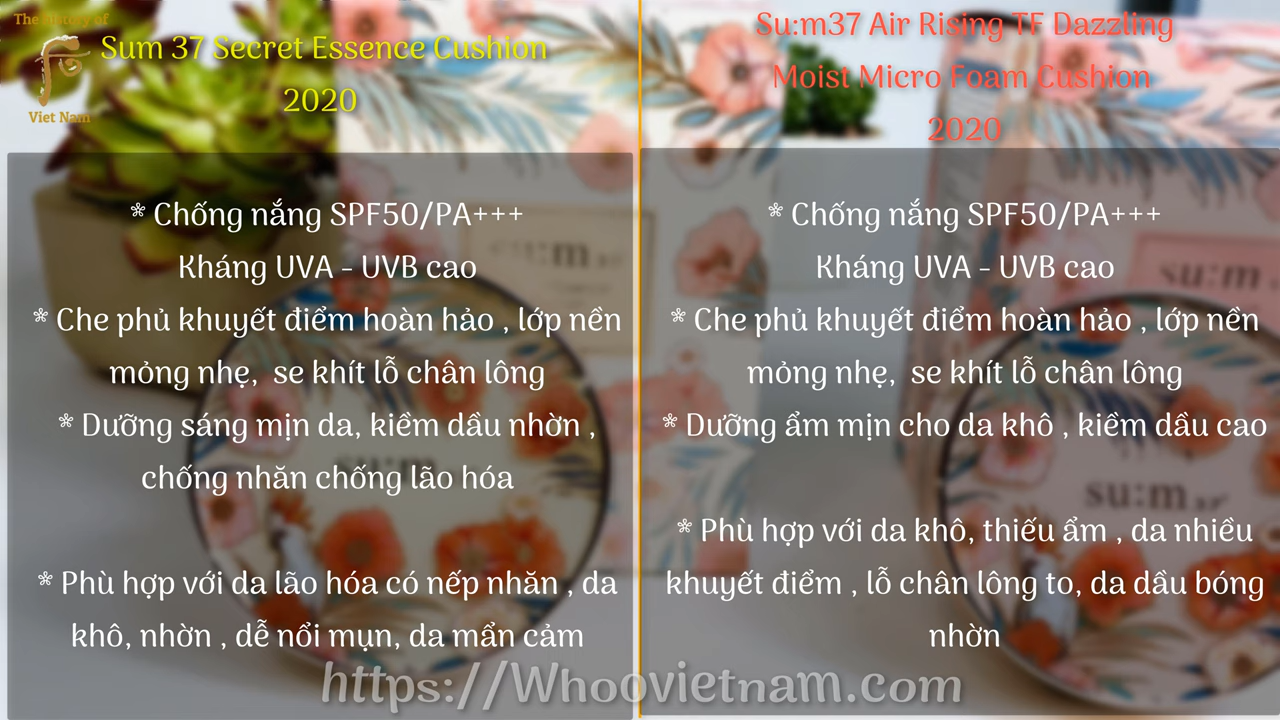 The history of
Viet Nam
Sum 37 Secret Essence Cushion
2020
* Chống nắng SPF50/PA+++
Kháng UVA - UVB cao
* Che phủ khuyết điểm hoàn hảo , lớp nền
mỏng nhẹ,  se khít lỗ chân lông
* Dưỡng sáng mịn da, kiềm dầu nhờn ,
chống nhăn chống lão hóa
* Phù hợp với da lão hóa có nếp nhăn , da
khô, nhờn , dễ nổi mụn, da mẩn cảm
Su:m37 Air Rising TF Dazzling
Moist Micro Foam Cushion
2020
* Chống nắng SPF50/PA+++
Kháng UVA - UVB cao
* Che phủ khuyết điểm hoàn hảo , lớp nền
mỏng nhẹ,  se khít lỗ chân lông
* Dưỡng ẩm mịn cho da khô , kiềm dầu cao
* Phù hợp với da khô, thiếu ẩm , da nhiều
khuyết điểm , lỗ chân lông to, da dầu bóng
nhờn
su:m37°
https://Whoovietnam.com